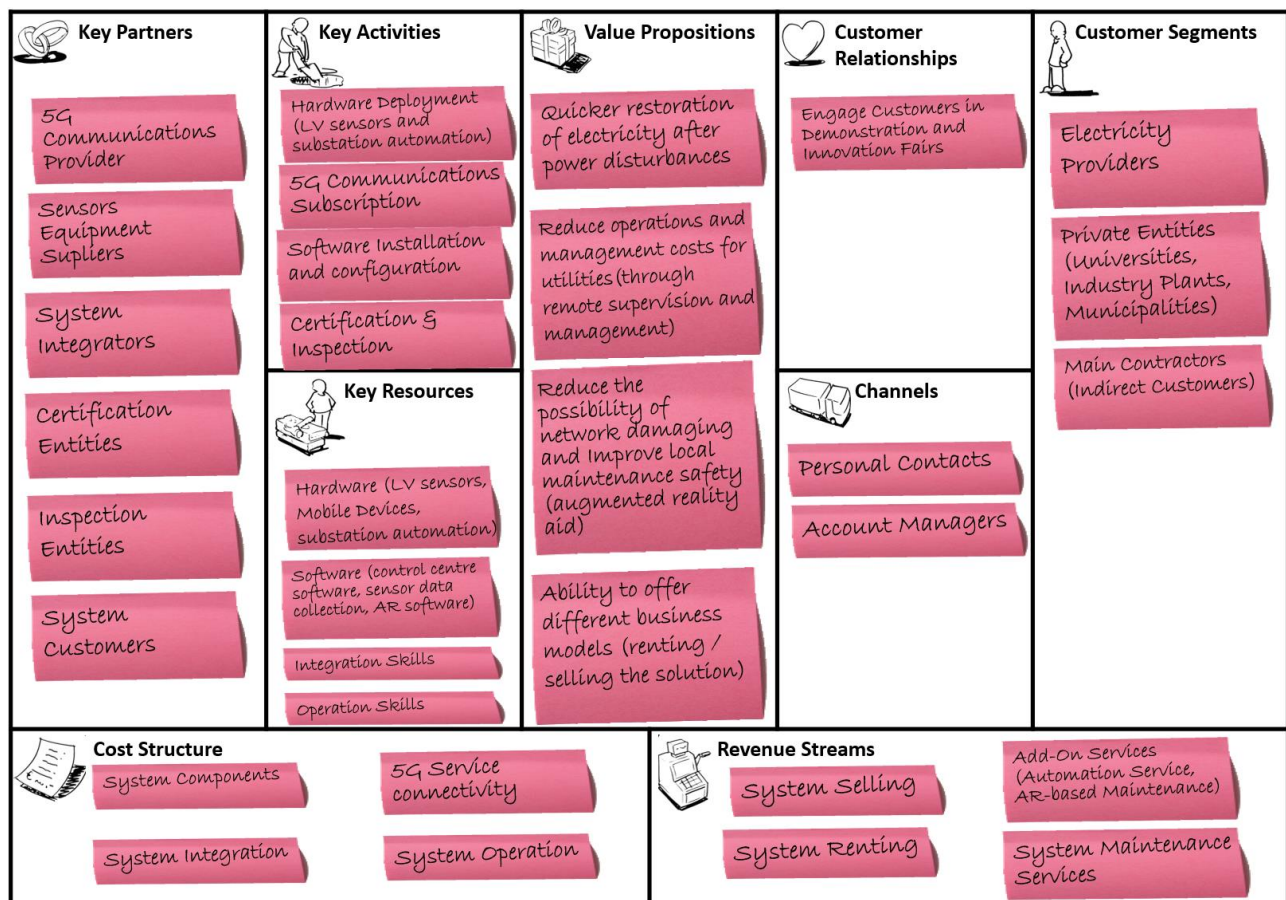 Key Partners
5G
Communications
Provider
Sensors
Equipment
Supliers
System
Integrators
Certification
Entities
Inspection
Entities
System
Customers
Key Activities
Hardware Deployment
(LV sensors and
substation automation)
5G Communications
Subscription
Software Installation
and configuration
Certification &
Inspection
Key Resources
Hardware (LV sensors,
Mobile Devices,
substation automation)
Software (control centre
software, sensor data
collection, AR software)
Integration Skills
Operation Skills
Value Propositions
Quicker restoration
of electricity after
power disturbances
Reduce operations and
management costs for
utilities (through
remote supervision and
management)
Reduce the
possibility of
network damaging
and Improve local
maintenance safety
(augmented reality
aid)
Ability to offer
different business
models (renting /
selling the solution)
Customer
Relationships
Engage Customers in
Demonstration and
Innovation Fairs
Channels
Personal Contacts
Account Managers
Customer Segments
Electricity
Providers
Private Entities
(Universities,
Industry Plants,
Municipalities)
Main Contractors
(Indirect Customers)
Cost Structure
System Components
5G Service
connectivity
System Integration
System Operation
Revenue Streams
System Selling
Add-On Services
(Automation Service,
AR-based Maintenance)
System Renting
System Maintenance
Services